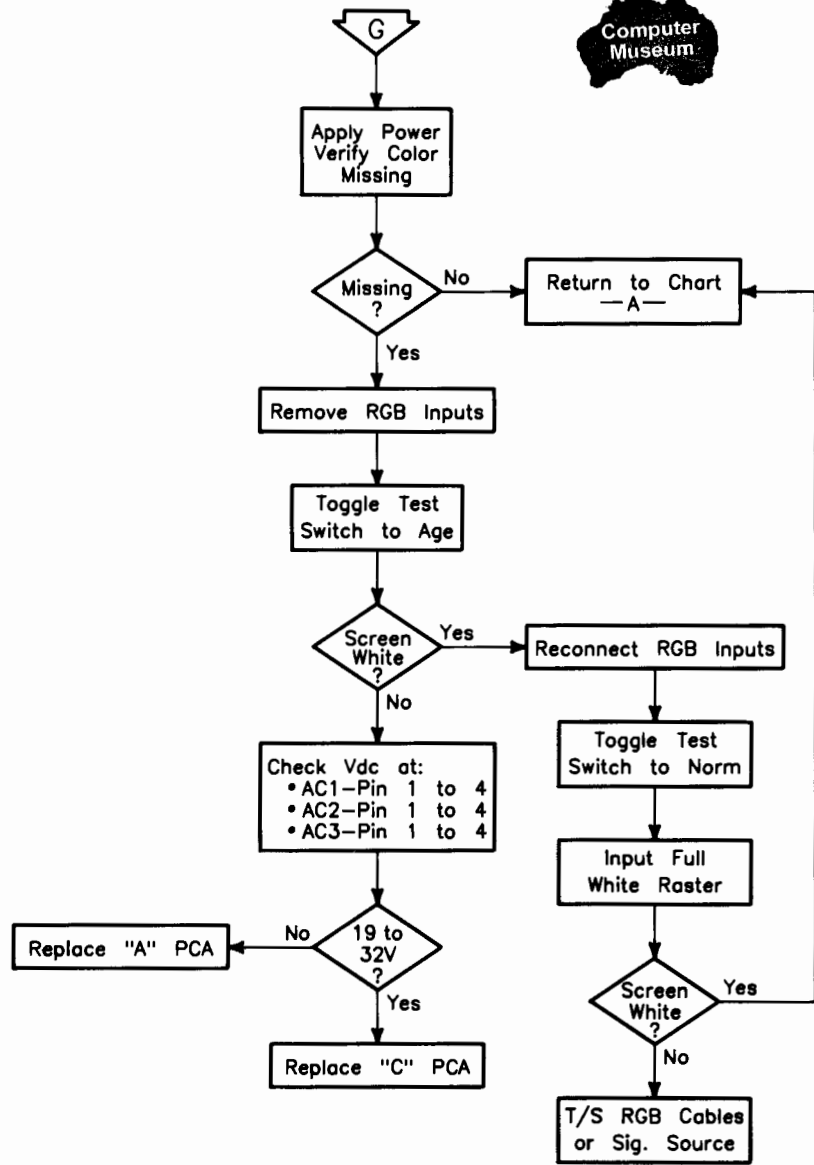 G
Computer
Museum
Apply Power
Verify Color
Missing
Missing
?
No
Return to Chart
—A—
Yes
Remove RGB Inputs
Toggle Test
Switch to Age
Screen
White
?
Yes
Reconnect RGB Inputs
No
Toggle Test
Switch to Norm
Check Vdc at:
• AC1-Pin 1 to 4
• AC2-Pin 1 to 4
• AC3-Pin 1 to 4
Input Full
White Raster
19 to
32V
?
No
Replace "A" PCA
Yes
Replace "C" PCA
Screen
White
?
Yes
No
T/S RGB Cables
or Sig. Source